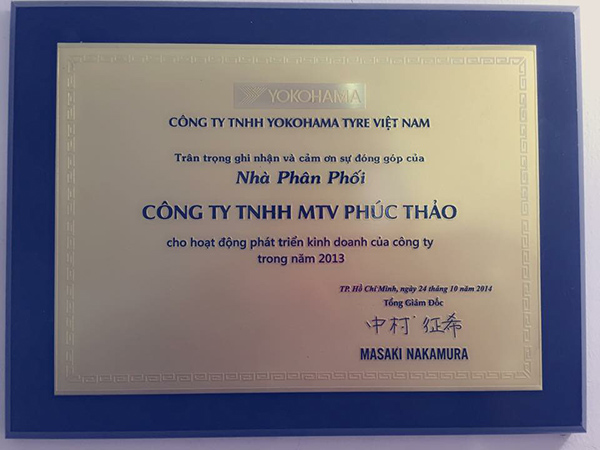 YOKOHAMA
CÔNG TY TNHH YOKOHAMA TYRE VIỆT NAM
Trân trọng ghi nhận và cảm ơn sự đóng góp của
Nhà Phân Phối
CÔNG TY TNHH MTV PHÚC THẢO
cho hoạt động phát triển kinh doanh của công ty
trong năm 2013
TP. Hồ Chí Minh, ngày 24 tháng 10 năm 2014
Tổng Giám Đốc
中村 征希
MASAKI NAKAMURA